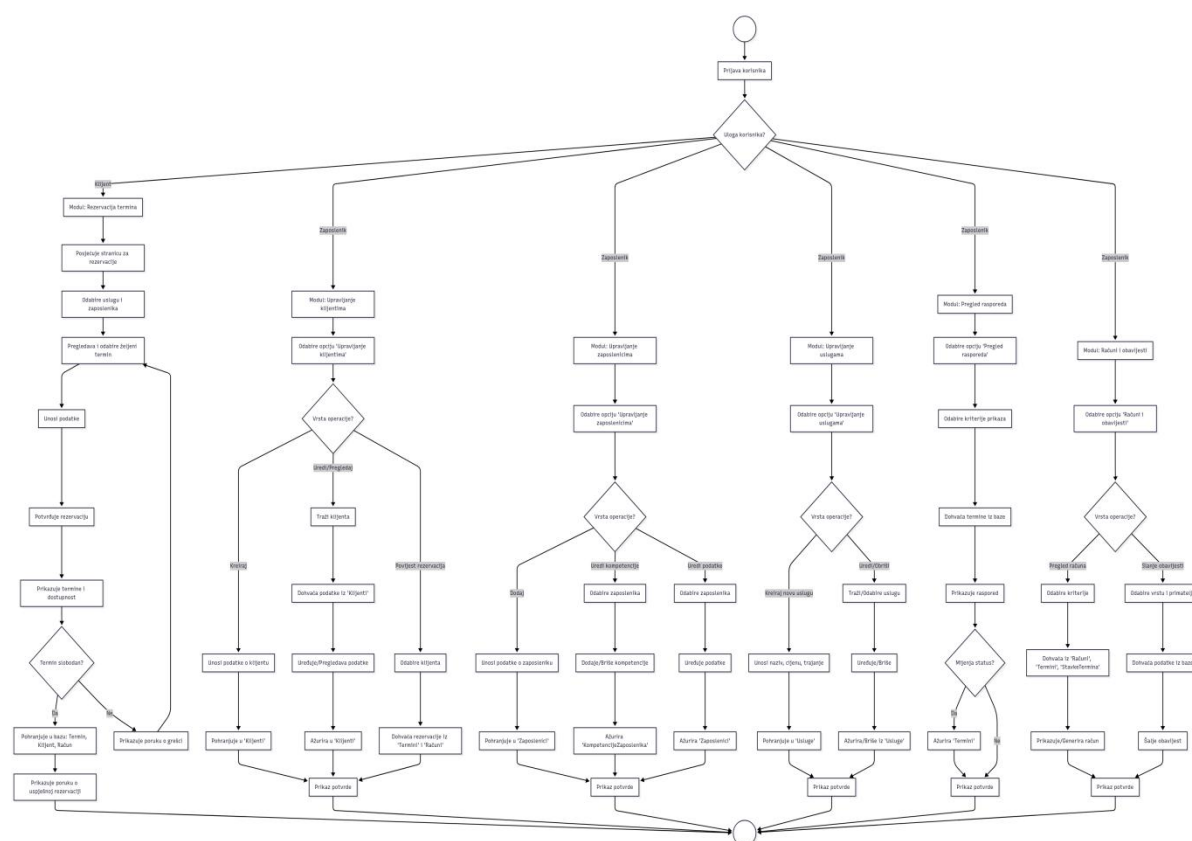 Prijava korisnika
Uloga korisnika?
Klijent
Modul: Rezervacija termina
Posjećuje stranku za
rezervacije
Odabire uslugu i
zaposlenika
Pregledava i odabire željeni
termin
Unosi podatke
Potvrđuje rezervaciju
Prikazuje termine i
dostupnost
Termin slobodan?
Da
Ne
Pohranjuje u bazu: Termin,
Klijent, Račun
Prikazuje poruku o grešci
Prikazuje poruku o
uspješnoj rezervaciji
Zaposlenik
Modul: Upravljanje
klijentima
Odabire opciju 'Upravljanje
klijentima'
Vrsta operacije?
Kreiraj
Uredi/Pregledaj
Povijest rezervacija
Traži klijenta
Dohvaća podatke iz 'Klijenti'
Unosi podatke o klijentu
Uređuje/Pregledava podatke
Odabire klijenta
Pohranjuje u 'Klijenti'
Ažurira u 'Klijenti'
Dohvaća rezervacije iz
'Termini' i 'Računi'
Prikaz potvrde
Zaposlenik
Modul: Upravljanje
zaposlenicima
Odabire opciju 'Upravljanje
zaposlenicima'
Vrsta operacije?
Dodaj
Uredi kompetencije
Uredi podatke
Odabire zaposlenika
Odabire zaposlenika
Unosi podatke o zaposleniku
Dodaje/Briše kompetencije
Uređuje podatke
Pohranjuje u 'Zaposlenici'
Ažurira
'KompetencijeZaposlenika'
Ažurira 'Zaposlenici'
Prikaz potvrde
Zaposlenik
Modul: Upravljanje
uslugama
Odabire opciju 'Upravljanje
uslugama'
Vrsta operacije?
Kreiraj novu uslugu
Uredi/Obriši
Traži/Odabire uslugu
Unosi naziv, cijenu, trajanje
Uređuje/Briše
Pohranjuje u 'Usluge'
Ažurira/Briše iz 'Usluge'
Prikaz potvrde
Zaposlenik
Modul: Pregled rasporeda
Odabire opciju 'Pregled
rasporeda'
Odabire kriterije prikaza
Dohvaća termine iz baze
Prikazuje raspored
Mijenja status?
Da
Ne
Ažurira 'Termini'
Prikaz potvrde
Zaposlenik
Modul: Računi i obavijesti
Odabire opciju 'Računi i
obavijesti'
Vrsta operacije?
Pregled računa
Slanje obavijesti
Odabire kriterije
Odabire vrstu i primatelj
Dohvaća iz 'Računi',
'Termini', 'StavkeTermina'
Dohvaća podatke iz baze
Prikazuje/Generira račun
Šalje obavijest
Prikaz potvrde